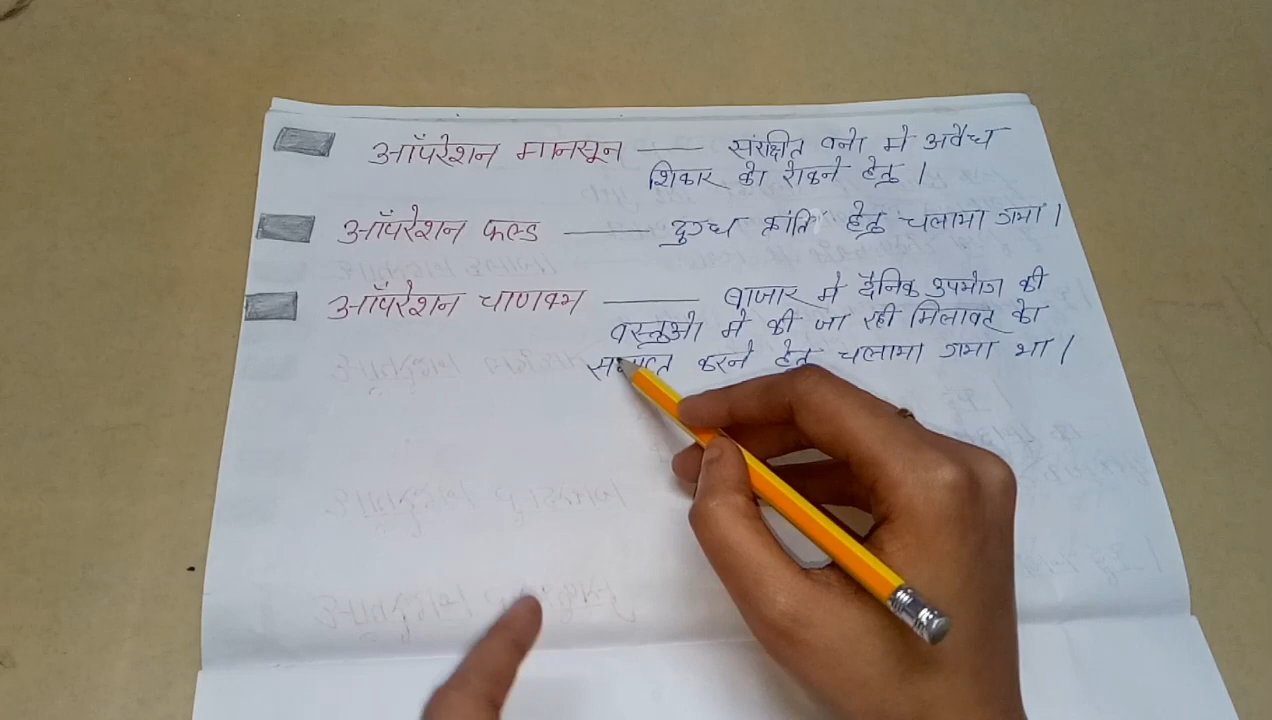 ऑपरेशन मानसून —— संरक्षित वनो मे अवैध
शिकार को रोकने हेतु ।
ऑपरेशन फ्लड —— दुग्ध क्रांति हेतु चलाया गया ।
ऑपरेशन चाणक्य —— बाजार मे दैनिक उपभोग की
वस्तुओ मे की जा रही मिलावट को
करने हेतु चलाया गया था ।